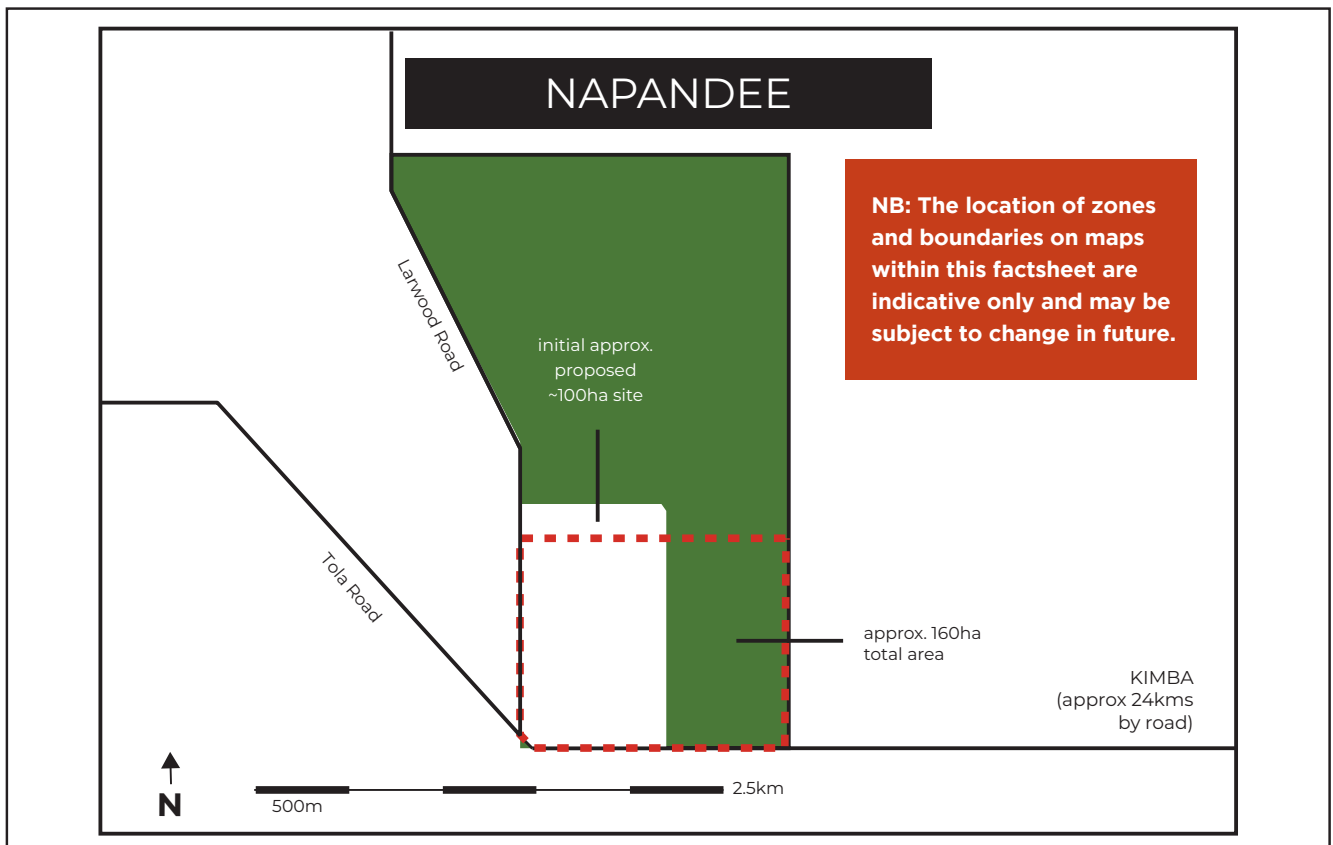 NAPANDEE
NB: The location of zones
and boundaries on maps
within this factsheet are
indicative only and may be
subject to change in future.
Larwood Road
initial approx.
proposed
~100ha site
Tola Road
approx. 160ha
total area
KIMBA
(approx 24kms
by road)
N
500m
2.5km